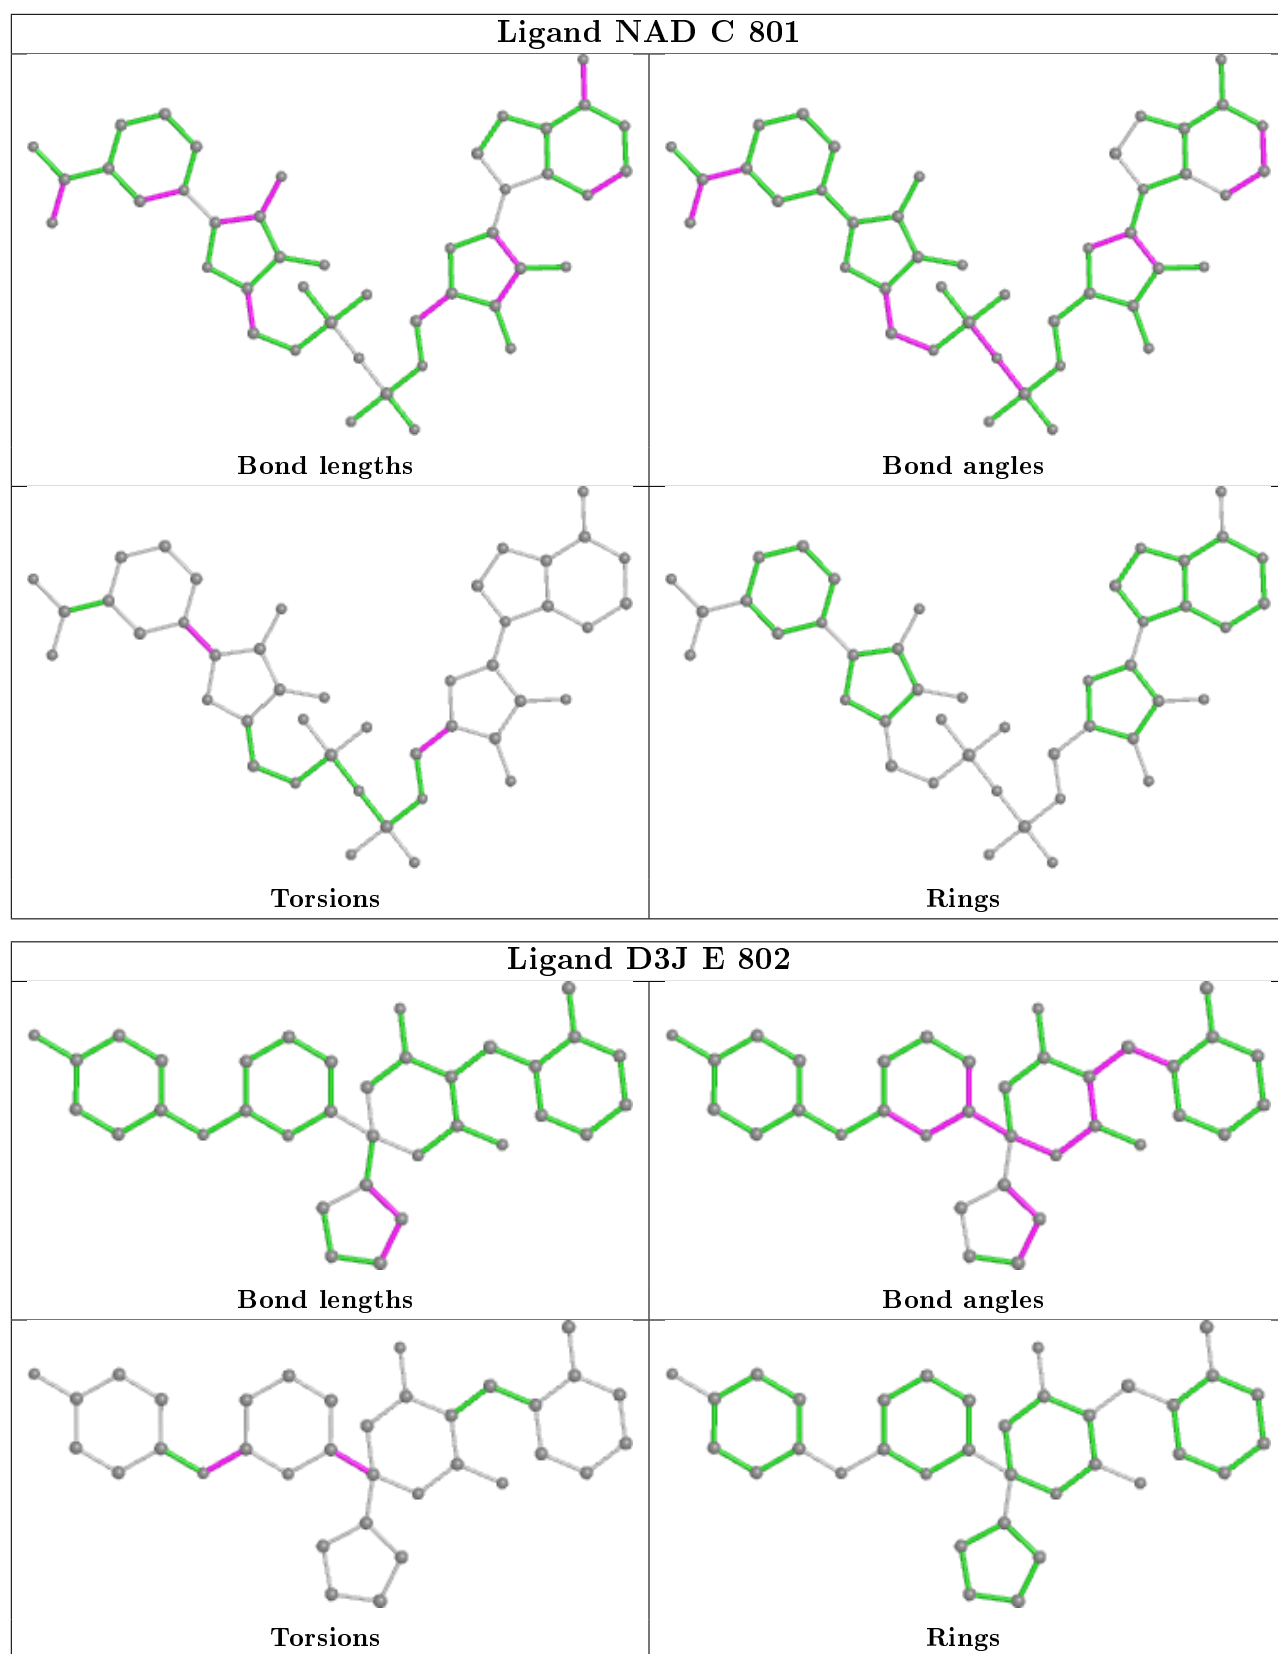 Ligand NAD C 801
Bond lengths
Bond angles
Torsions
Rings
Ligand D3J E 802
Bond lengths
Bond angles
Torsions
Rings